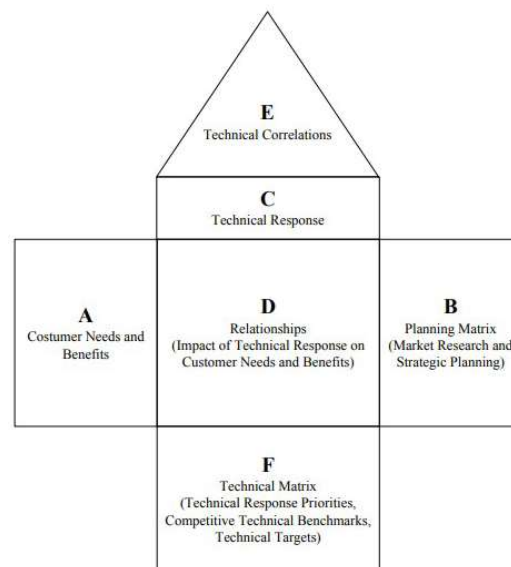 E
Technical Correlations
C
Technical Response
A
Costumer Needs and
Benefits
D
Relationships
(Impact of Technical Response on
Customer Needs and Benefits)
B
Planning Matrix
(Market Research and
Strategic Planning)
F
Technical Matrix
(Technical Response Priorities,
Competitive Technical Benchmarks,
Technical Targets)